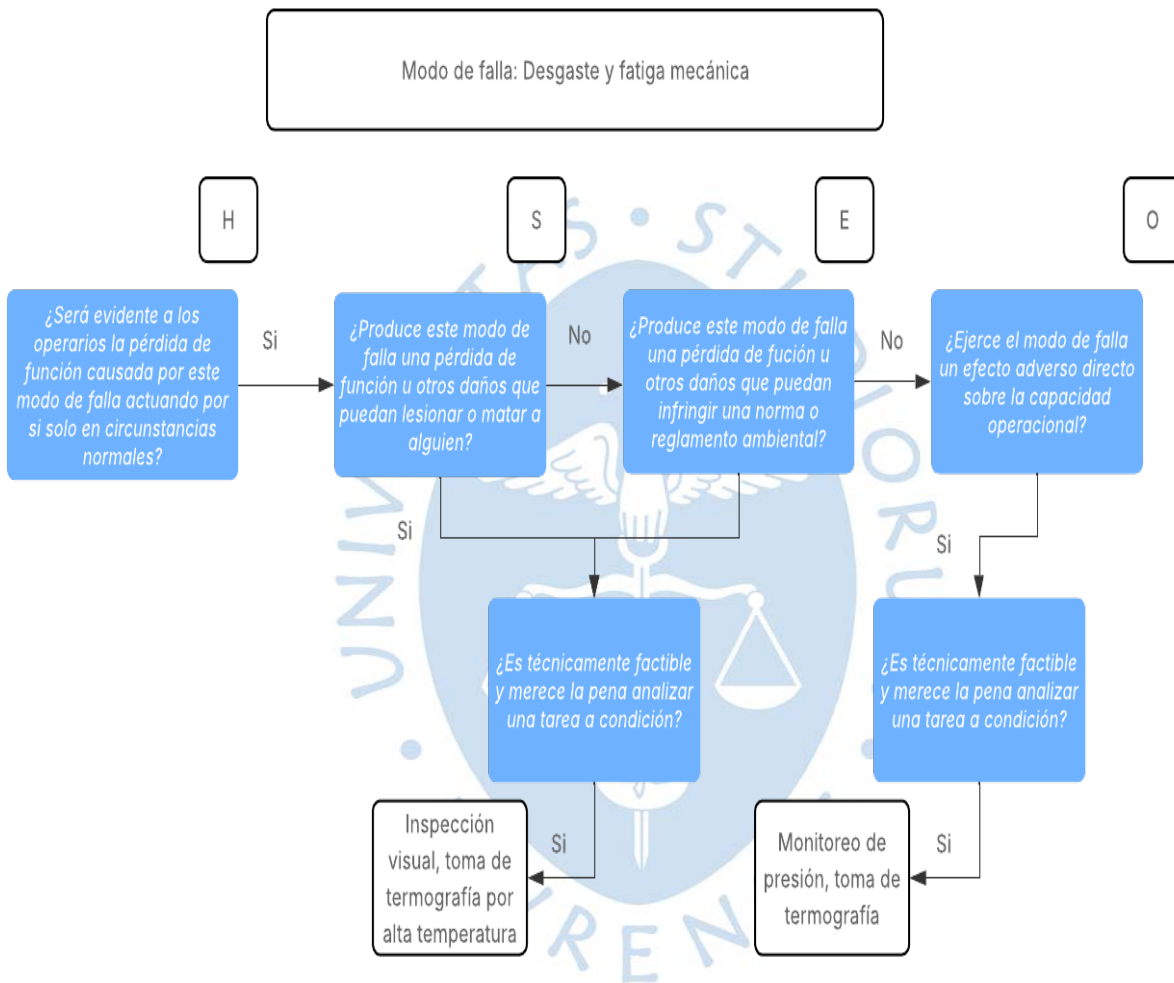 Modo de falla: Desgaste y fatiga mecánica
H
S
E
O
¿Será evidente a los
operarios la pérdida de
función causada por este
modo de falla actuando por
si solo en circunstancias
normales?
Si
¿Produce este modo de
falla una pérdida de
función u otros daños que
puedan lesionar o matar a
alguien?
No
¿Produce este modo de falla
una pérdida de fución u
otros daños que puedan
infringir una norma o
reglamento ambiental?
No
¿Ejerce el modo de falla
un efecto adverso directo
sobre la capacidad
operacional?
Si
Si
¿Es técnicamente factible
y merece la pena analizar
una tarea a condición?
¿Es técnicamente factible
y merece la pena analizar
una tarea a condición?
Inspección
visual, toma de
termografía por
alta temperatura
Si
Monitoreo de
presión, toma de
termografía
Si